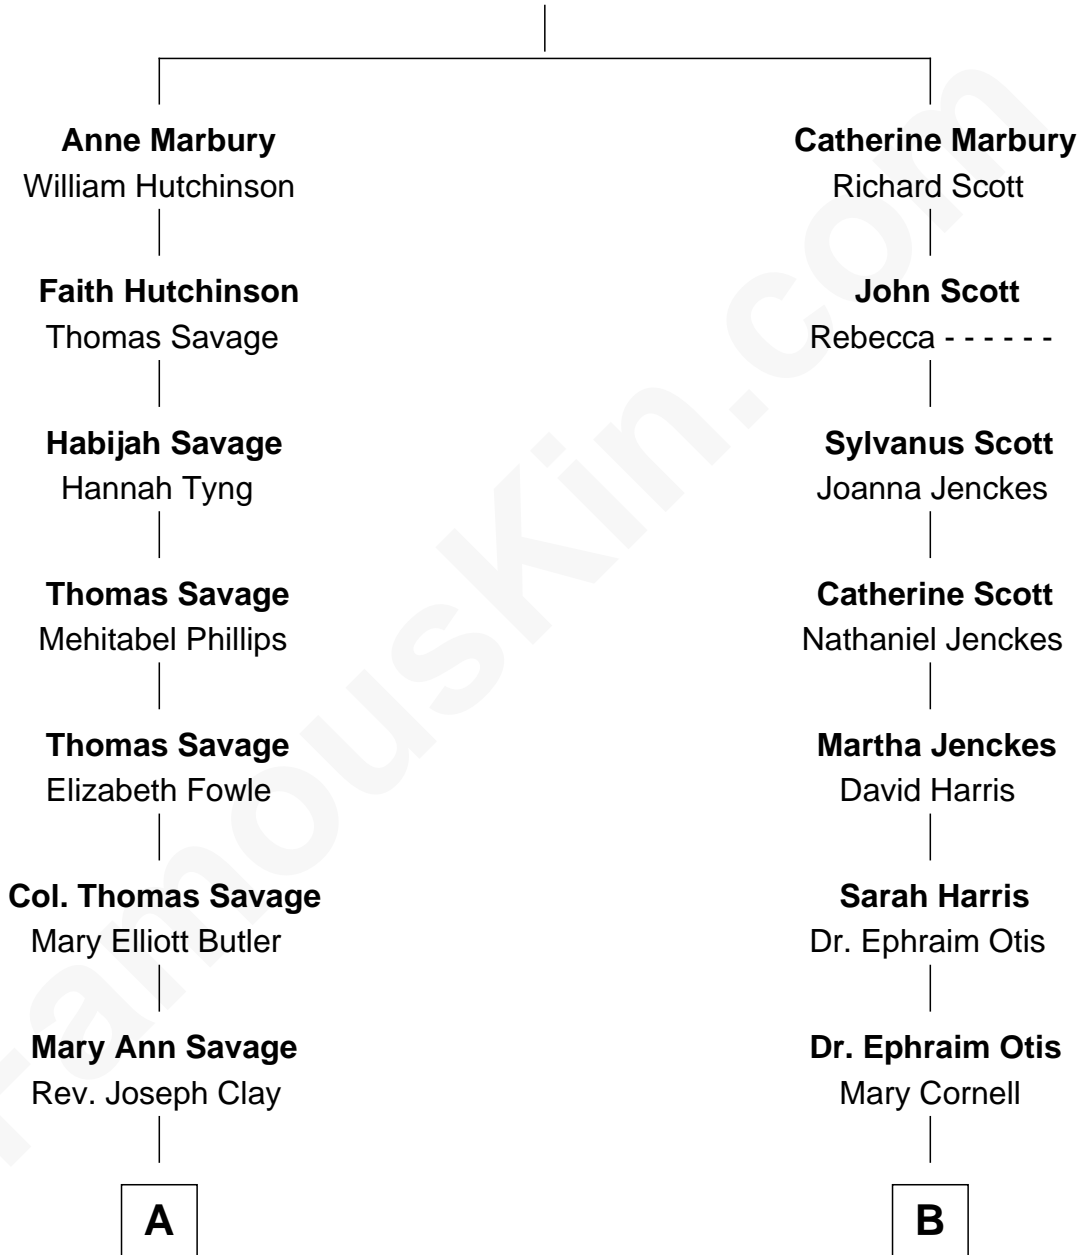 Anne Marbury
William Hutchinson
Faith Hutchinson
Thomas Savage
Habijah Savage
Hannah Tyng
Thomas Savage
Mehitabel Phillips
Thomas Savage
Elizabeth Fowle
Col. Thomas Savage
Mary Elliott Butler
Mary Ann Savage
Rev. Joseph Clay
A
Catherine Marbury
Richard Scott
John Scott
Rebecca - - - - - -
Sylvanus Scott
Joanna Jenckes
Catherine Scott
Nathaniel Jenckes
Martha Jenckes
David Harris
Sarah Harris
Dr. Ephraim Otis
Dr. Ephraim Otis
Mary Cornell
B
FamousKin.com